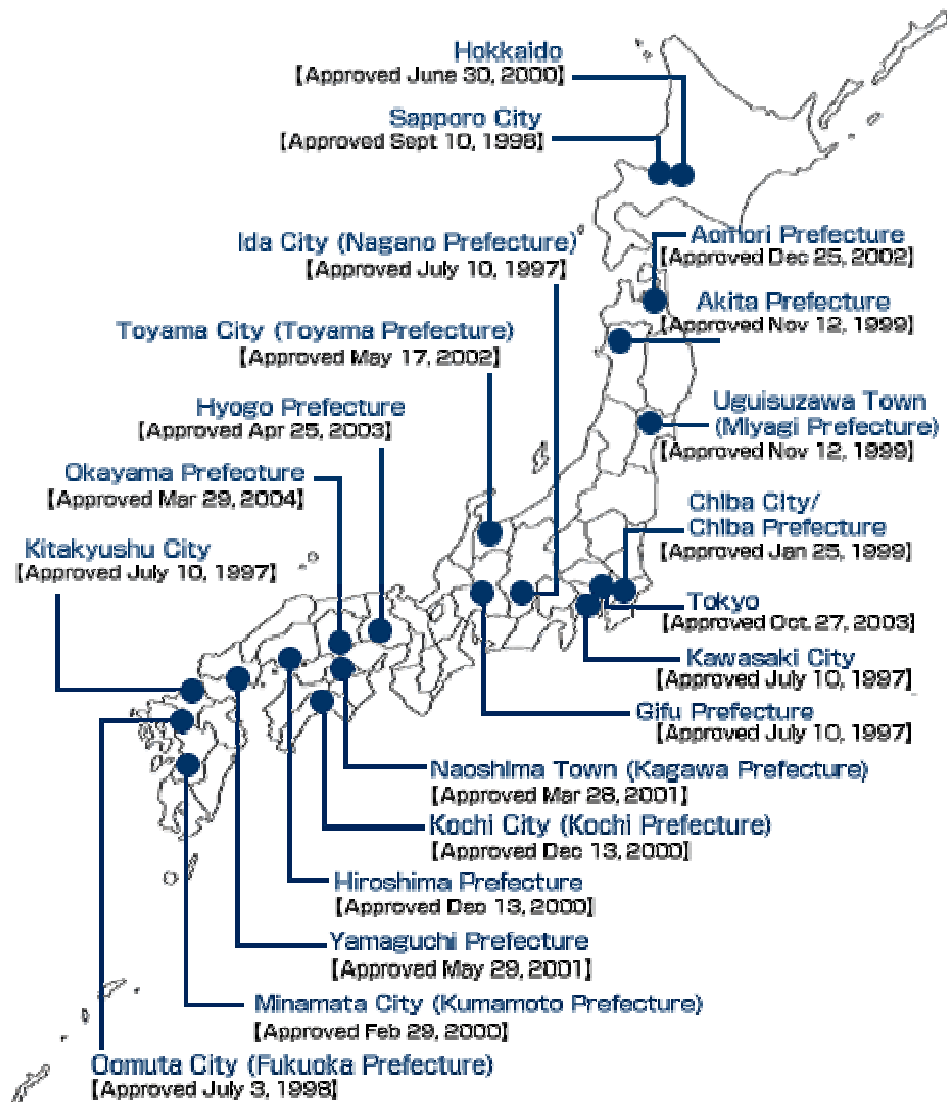 Hokkaido
【Approved June 30, 2000】
Sapporo City
【Approved Sept 10, 1998】
Ida City (Nagano Prefecture)
【Approved July 10, 1997】
Aomori Prefecture
【Approved Dec 25, 2002】
Akita Prefecture
【Approved Nov 12, 1999】
Toyama City (Toyama Prefecture)
【Approved May 17, 2002】
Hyogo Prefecture
【Approved Apr 25, 2003】
Uguisuzawa Town
(Miyagi Prefecture)
【Approved Nov 12, 1999】
Okayama Prefecture
【Approved Mar 29, 2004】
Chiba City/
Chiba Prefecture
【Approved Jan 25, 1999】
Kitakyushu City
【Approved July 10, 1997】
Tokyo
【Approved Oct. 27, 2003】
Kawasaki City
【Approved July 10, 1997】
Gifu Prefecture
【Approved July 10, 1997】
Naoshima Town (Kagawa Prefecture)
【Approved Mar 28, 2001】
Kochi City (Kochi Prefecture)
【Approved Dec 13, 2000】
Hiroshima Prefecture
【Approved Dec 13, 2000】
Yamaguchi Prefecture
【Approved May 29, 2001】
Minamata City (Kumamoto Prefecture)
【Approved Feb 29, 2000】
Oomuta City (Fukuoka Prefecture)
【Approved July 3, 1998】